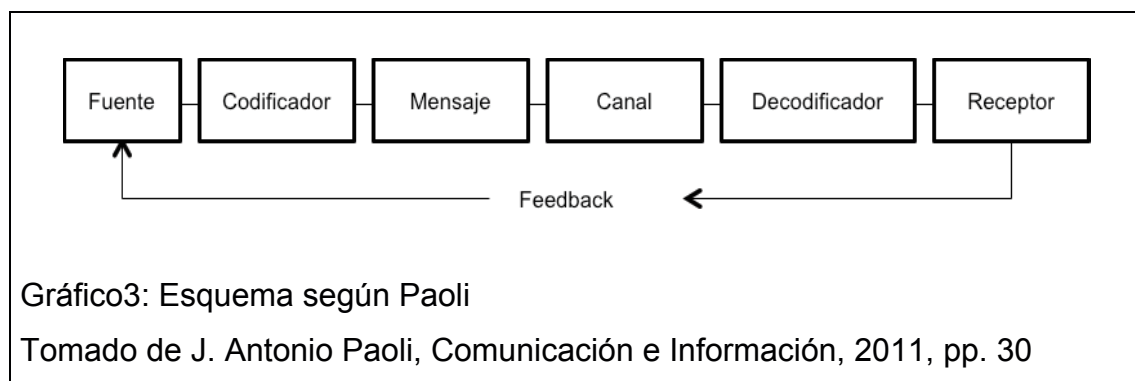 Fuente Codificador Mensaje Canal Decodificador Receptor
Feedback
Gráfico3: Esquema según Paoli
Tomado de J. Antonio Paoli, Comunicación e Información, 2011, pp. 30